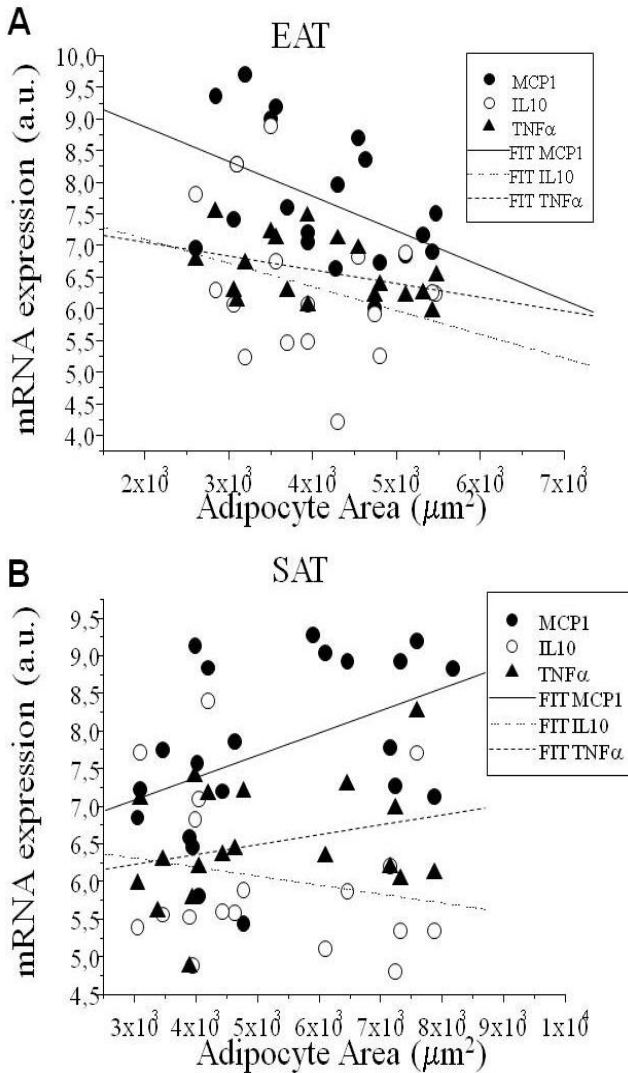 A
EAT
mRNA expression (a.u.)
10,0
9,5
9,0
8,5
8,0
7,5
7,0
6,5
6,0
5,5
5,0
4,5
4,0
MCP1
IL10
TNFα
FIT MCP1
FIT IL10
FIT TNFα
2x10³ 3x10³ 4x10³ 5x10³ 6x10³ 7x10³
Adipocyte Area (μm²)
B
SAT
mRNA expression (a.u.)
9,5
9,0
8,5
8,0
7,5
7,0
6,5
6,0
5,5
5,0
4,5
MCP1
IL10
TNFα
FIT MCP1
FIT IL10
FIT TNFα
3x10³ 4x10³ 5x10³ 6x10³ 7x10³ 8x10³ 9x10³ 1x10⁴
Adipocyte Area (μm²)